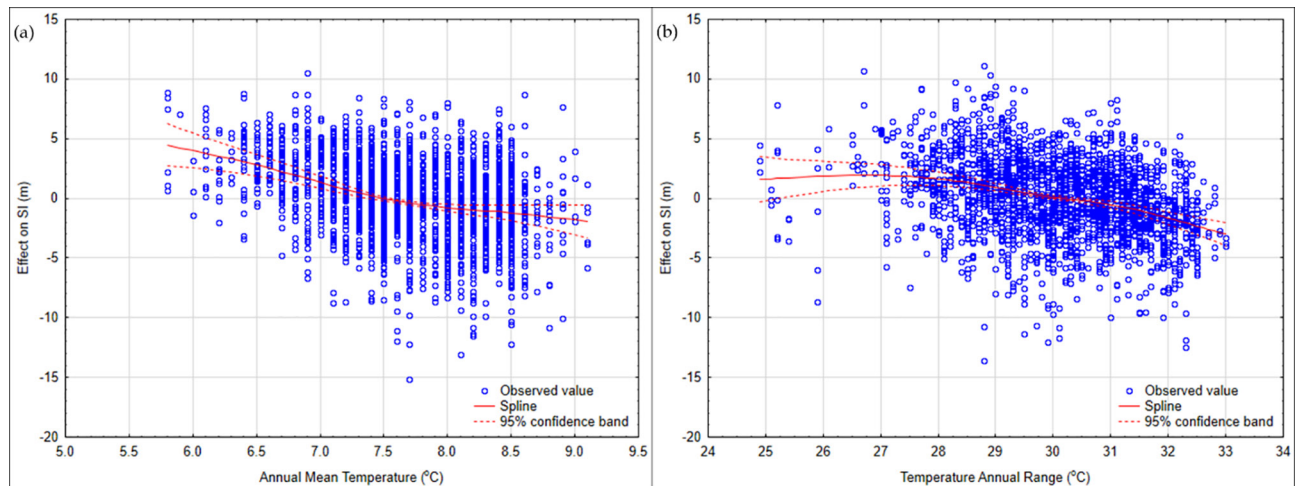 (a)
15
10
5
0
-5
-10
-15
-20
Effect on SI (m)
Observed value
Spline
95% confidence band
5.0 5.5 6.0 6.5 7.0 7.5 8.0 8.5 9.0 9.5
Annual Mean Temperature (°C)
(b)
15
10
5
0
-5
-10
-15
-20
Effect on SI (m)
Observed value
Spline
95% confidence band
24 25 26 27 28 29 30 31 32 33 34
Temperature Annual Range (°C)